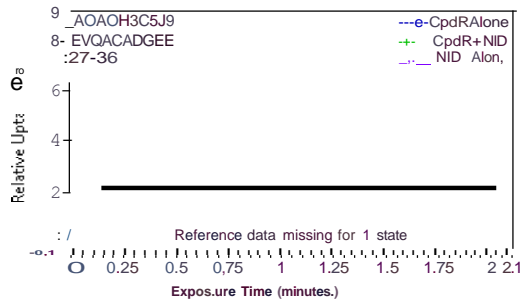 9
_AOAOH3C5J9
8- EVQACADGEE
:27-36
---e-CpdRAlone
-+- CpdR+NID
_,.__ NID Alon,
e 8
6
4
2
Relative Uptε
: / Reference data missing for 1 state
-0.1
O 0.25 0.5 0,75 1 1.25 1.5 1.75 2 2.1
Expos.ure Time (minutes.)